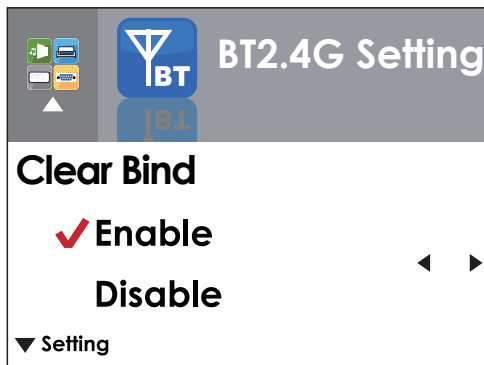 BT
BT2.4G Setting
Clear Bind
Enable
Disable
Setting